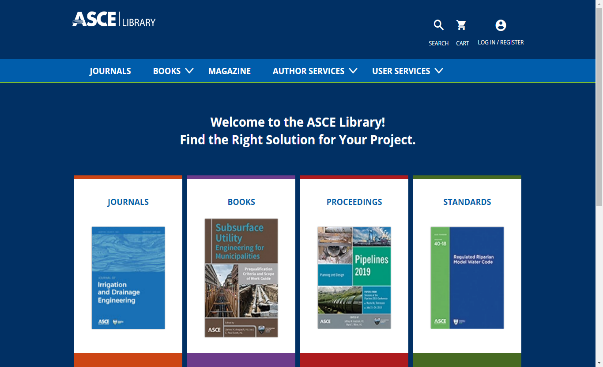 ASCE LIBRARY
SEARCH
CART
LOG IN / REGISTER
JOURNALS
BOOKS
MAGAZINE
AUTHOR SERVICES
USER SERVICES
Welcome to the ASCE Library!
Find the Right Solution for Your Project.
JOURNALS
Irrigation
and Drainage
Engineering
ASCE
BOOKS
Subsurface
Utility
Engineering for
Municipalities
Prequalification
Criteria and Scope
of Work Guide
ASCE
PROCEEDINGS
Pipelines
2019
Planning and Design
ASCE
STANDARDS
40-18
Regulated Riparian
Model Water Code
ASCE